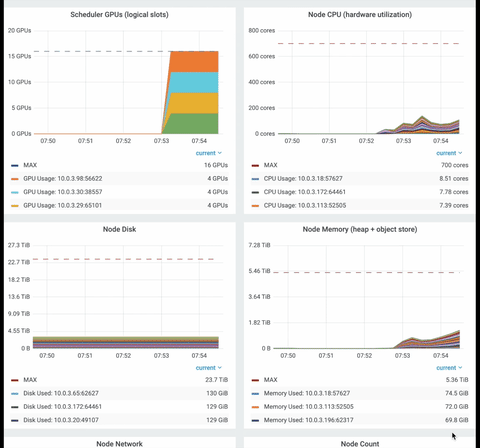 Scheduler GPUs (logical slots)
20 GPUs
15 GPUs
10 GPUs
5 GPUs
0 GPUs
07:50 07:51 07:52 07:53 07:54
current
MAX 16 GPUs
GPU Usage: 10.0.3.98:56622 4 GPUs
GPU Usage: 10.0.3.30:38557 4 GPUs
GPU Usage: 10.0.3.29:65101 4 GPUs
Node CPU (hardware utilization)
800 cores
600 cores
400 cores
200 cores
0 cores
07:50 07:51 07:52 07:53 07:54
current
MAX 700 cores
CPU Usage: 10.0.3.18:57627 8.51 cores
CPU Usage: 10.0.3.172:64461 7.78 cores
CPU Usage: 10.0.3.113:52505 7.39 cores
Node Disk
27.3 TiB
22.7 TiB
18.2 TiB
13.6 TiB
9.09 TiB
4.55 TiB
0 B
07:50 07:51 07:52 07:53 07:54
current
MAX 23.7 TiB
Disk Used: 10.0.3.65:62627 130 GiB
Disk Used: 10.0.3.172:64461 129 GiB
Disk Used: 10.0.3.20:49107 129 GiB
Node Memory (heap + object store)
7.28 TiB
5.46 TiB
3.64 TiB
1.82 TiB
0 B
07:50 07:51 07:52 07:53 07:54
current
MAX 5.36 TiB
Memory Used: 10.0.3.18:57627 74.5 GiB
Memory Used: 10.0.3.113:52505 72.0 GiB
Memory Used: 10.0.3.196:62317 69.8 GiB
Node Network
Node Count